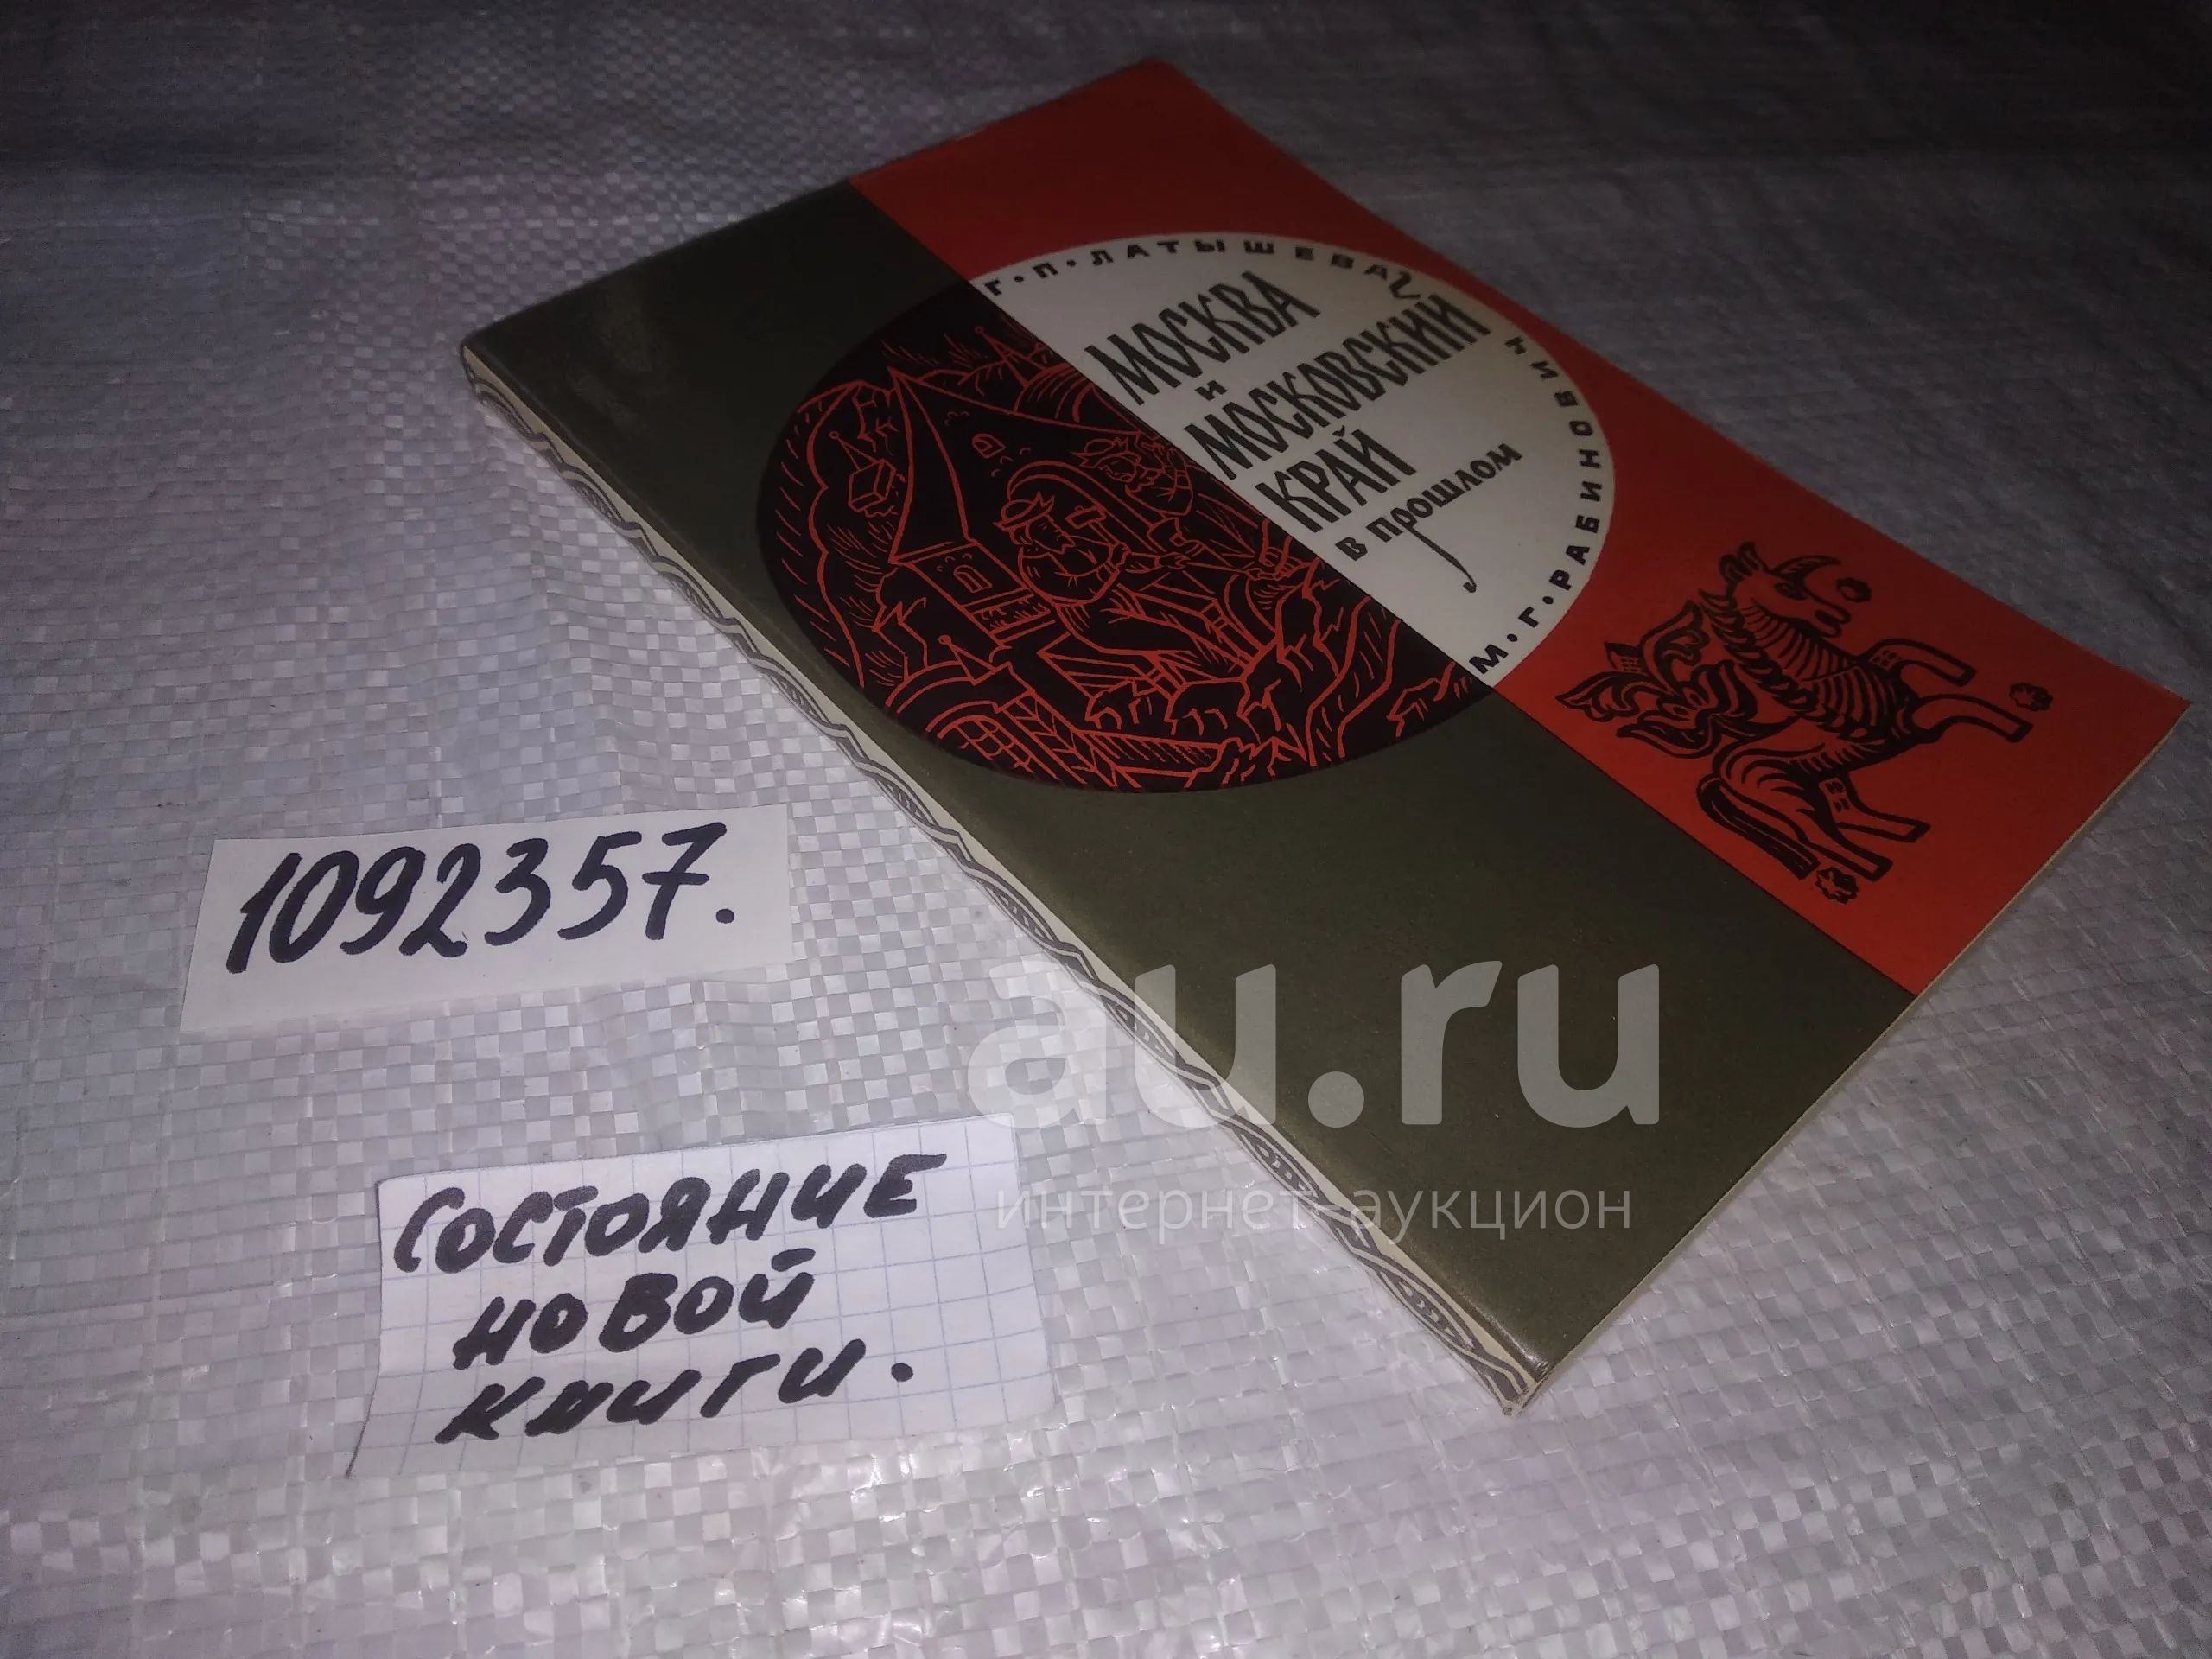 Г·П·ЛАТЫШЕВА
МОСКВА
И
МОСКОВСКИЙ
КРАЙ
В ПРОШЛОМ
М·Г·РАБИНОВИЧ
1092357.
au.ru
интернет-аукцион
СОСТОЯНИЕ
НОВОЙ
КНИГИ.